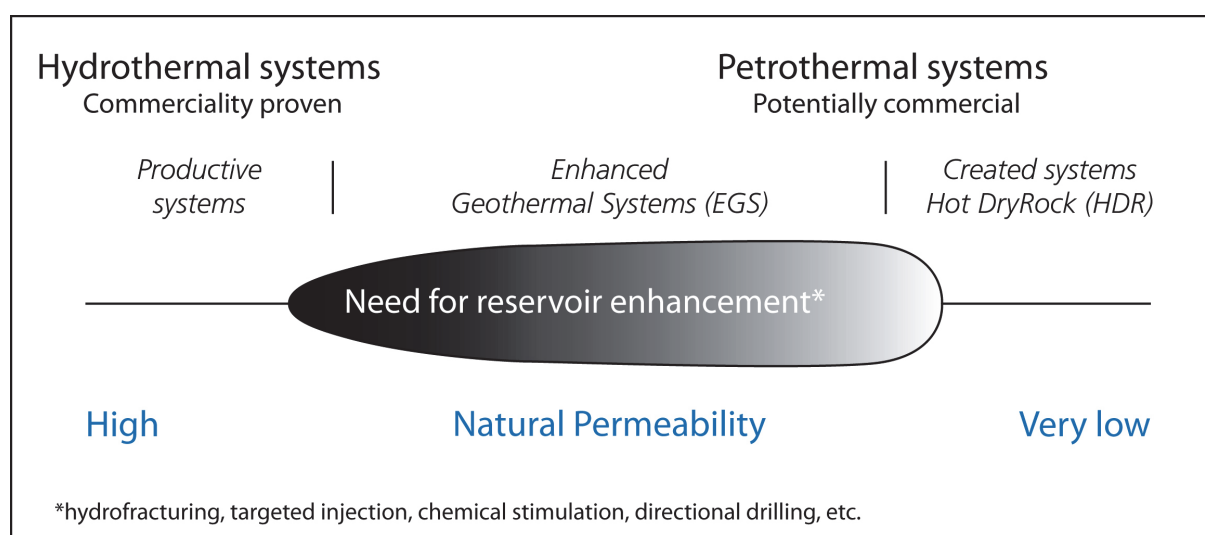 Hydrothermal systems
Commerciality proven
Petrothermal systems
Potentially commercial
Productive
systems
Enhanced
Geothermal Systems (EGS)
Created systems
Hot DryRock (HDR)
Need for reservoir enhancement*
High
Natural Permeability
Very low
*hydrofracturing, targeted injection, chemical stimulation, directional drilling, etc.